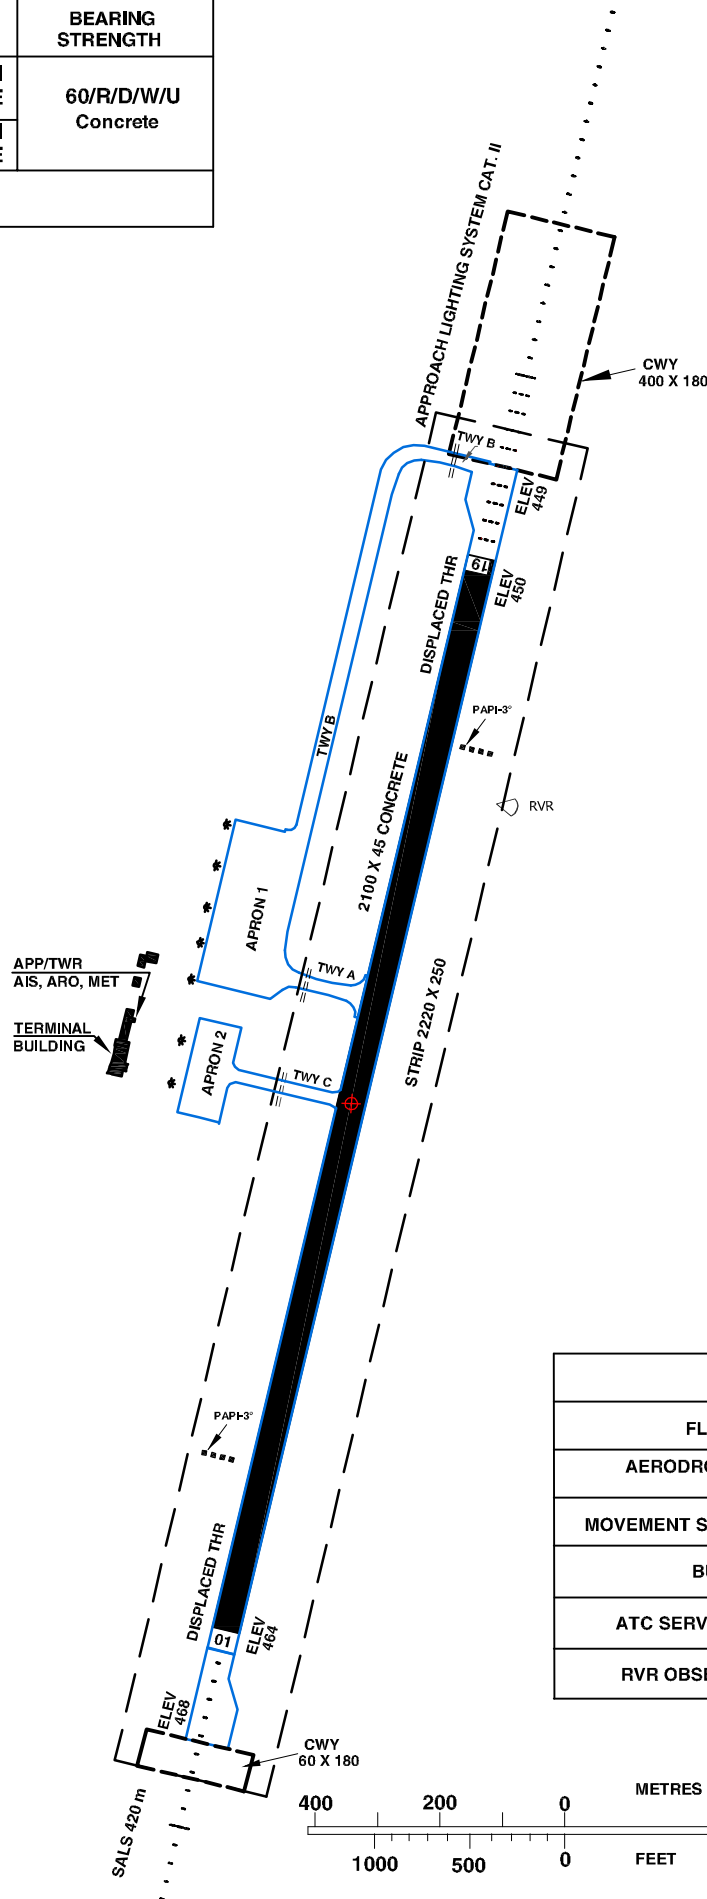 BEARING
STRENGTH
60/R/D/W/U
Concrete
APPROACH LIGHTING SYSTEM CAT. II
CWY
400 X 180
TWY B
ELEV
449
19
DISPLACED THR
ELEV
450
PAPI-3°
RVR
TWY B
2100 X 45 CONCRETE
APRON 1
TWY A
APP/TWR
AIS, ARO, MET
TERMINAL
BUILDING
APRON 2
TWY C
STRIP 2220 X 250
PAPI-3°
DISPLACED THR
01
ELEV
464
ELEV
468
CWY
60 X 180
SALS 420 m
FL
AERODRO
MOVEMENT S
BU
ATC SERV
RVR OBSE
METRES
400 200 0
1000 500 0
FEET